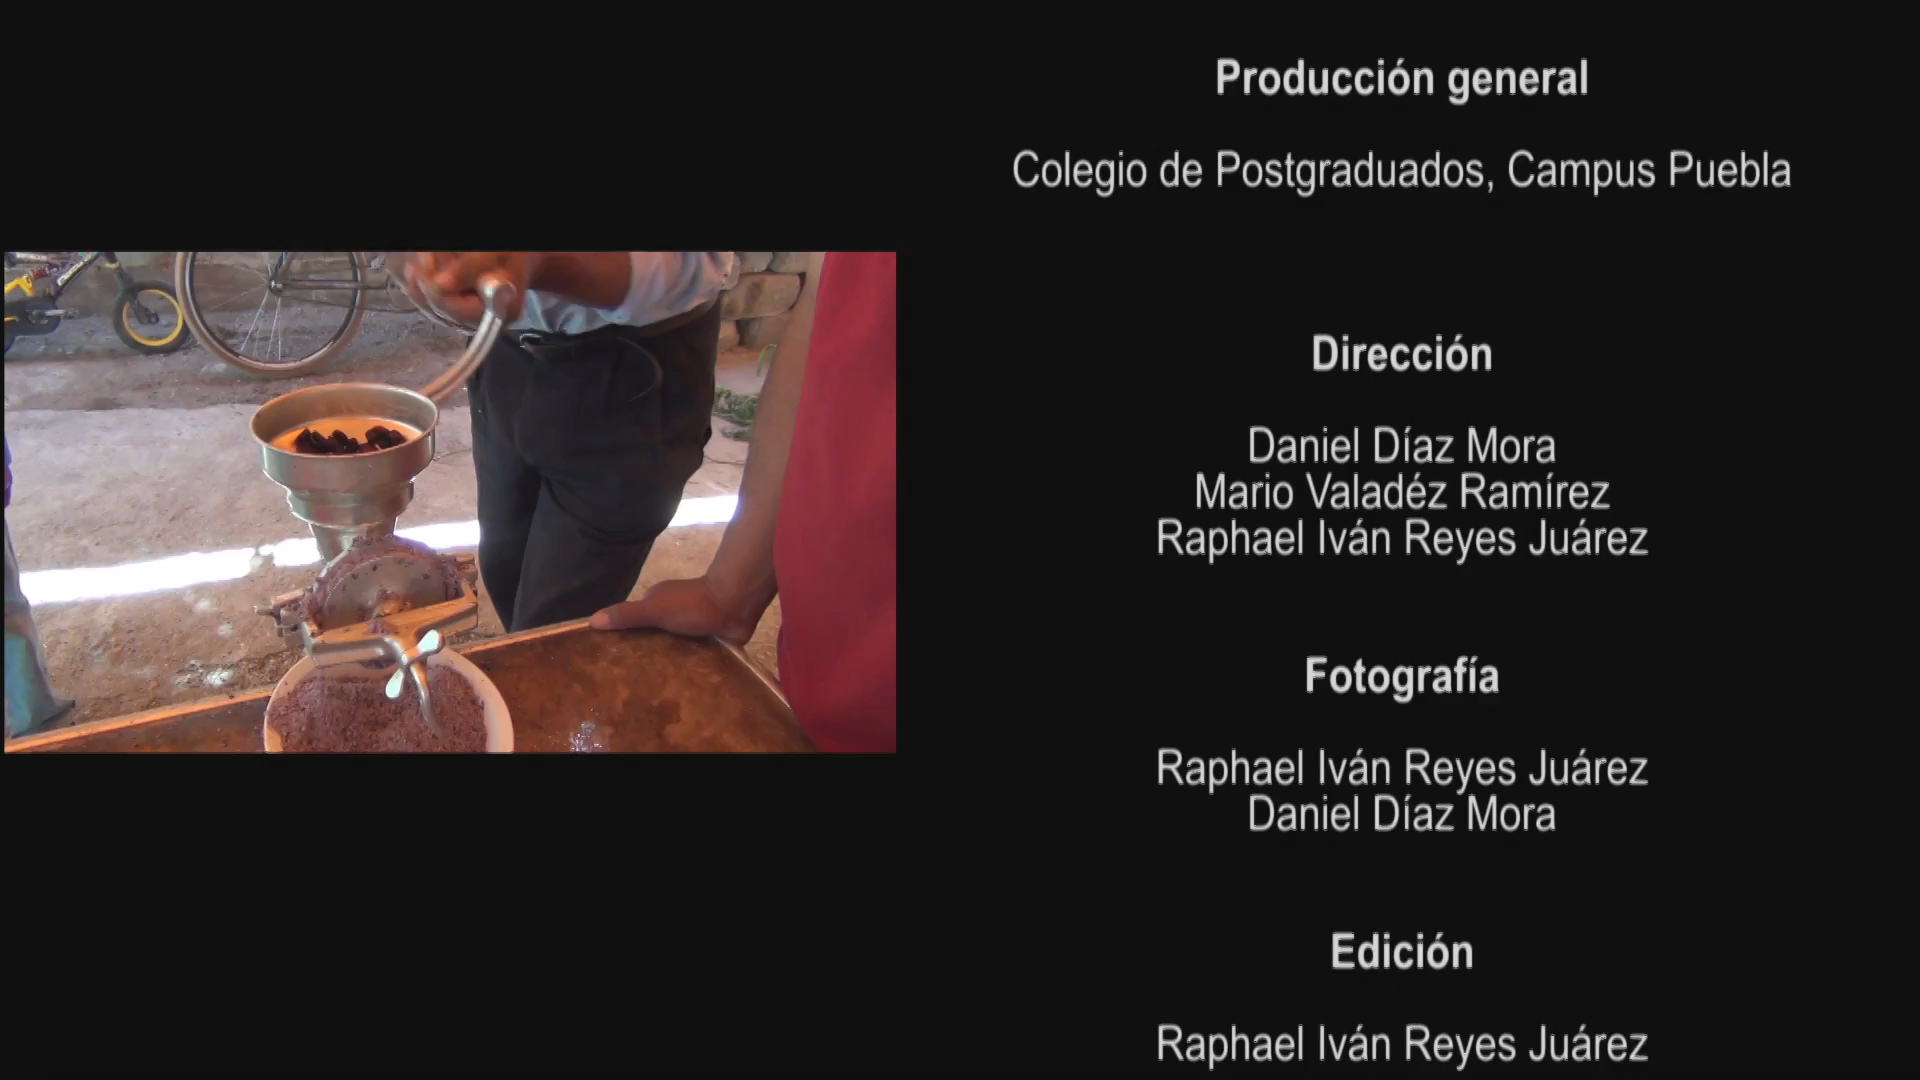 Producción general
Colegio de Postgraduados, Campus Puebla
Dirección
Daniel Díaz Mora
Mario Valadéz Ramírez
Raphael Iván Reyes Juárez
Fotografía
Raphael Iván Reyes Juárez
Daniel Díaz Mora
Edición
Raphael Iván Reyes Juárez